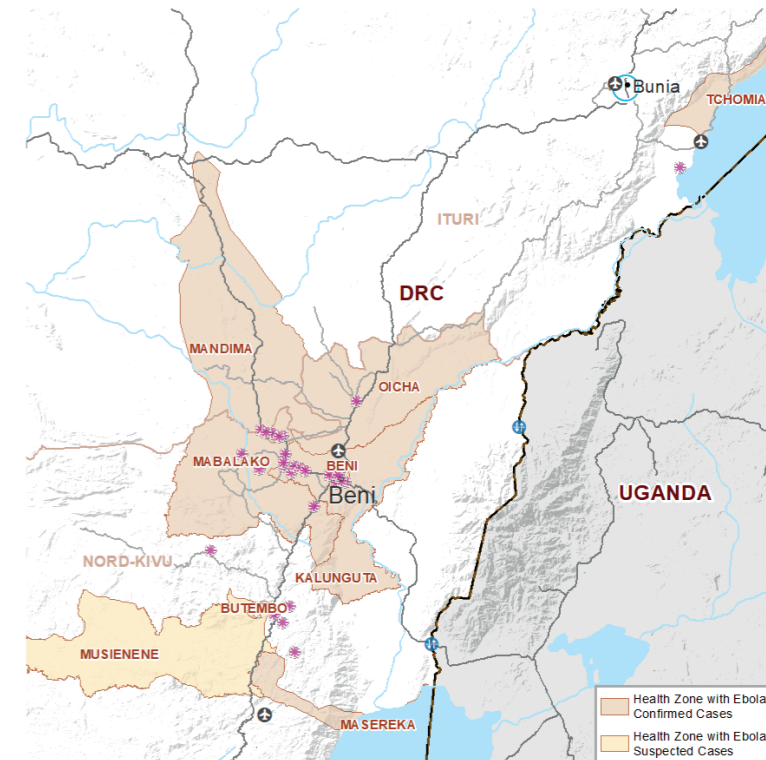 Bunia
TCHOMIA
ITURI
DRC
MANDIMA
OICHA
MABALAKO
BENI
Beni
UGANDA
NORD-KIVU
KALUNGUTA
BUTEMBO
MUSIENENE
MASEREKA
Health Zone with Ebola
Confirmed Cases
Health Zone with Ebola
Suspected Cases